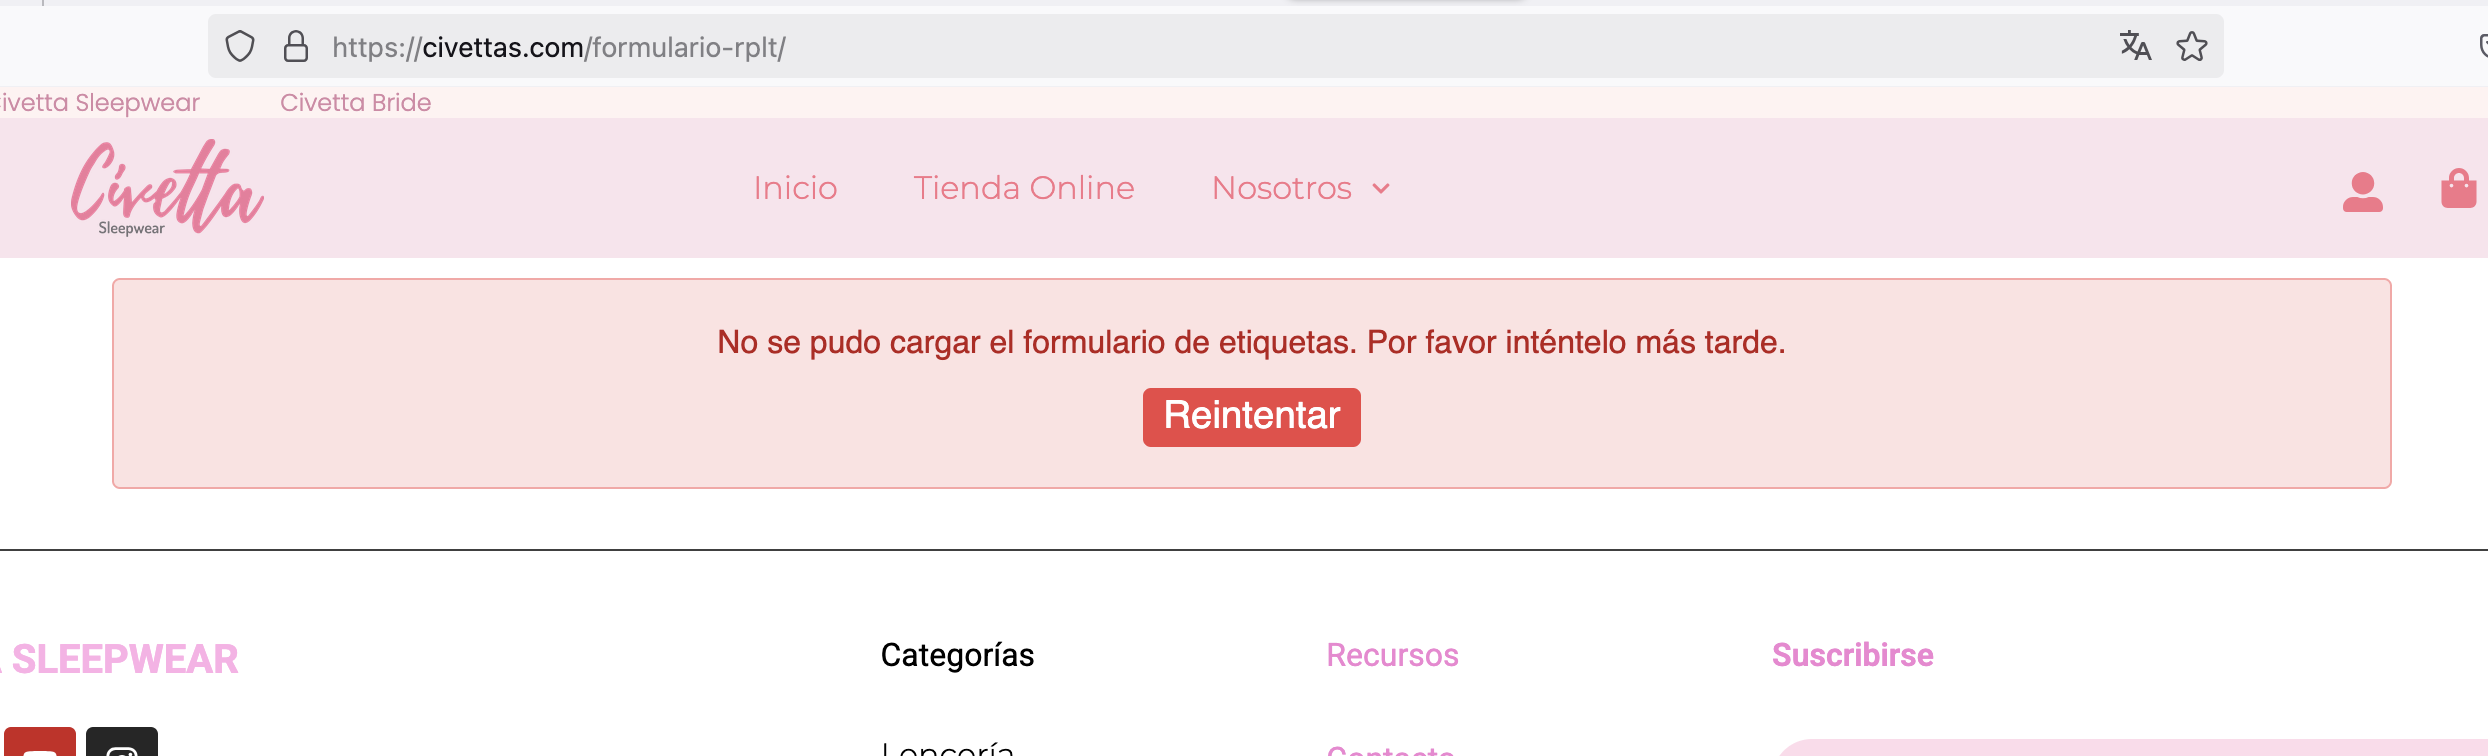 https://civettas.com/formulario-rplt/
ivetta Sleepwear
Civetta Bride
Civetta
Sleepwear
Inicio
Tienda Online
Nosotros
No se pudo cargar el formulario de etiquetas. Por favor inténtelo más tarde.
Reintentar
SLEEPWEAR
Categorías
Recursos
Suscribirse
Lencería
Contacto